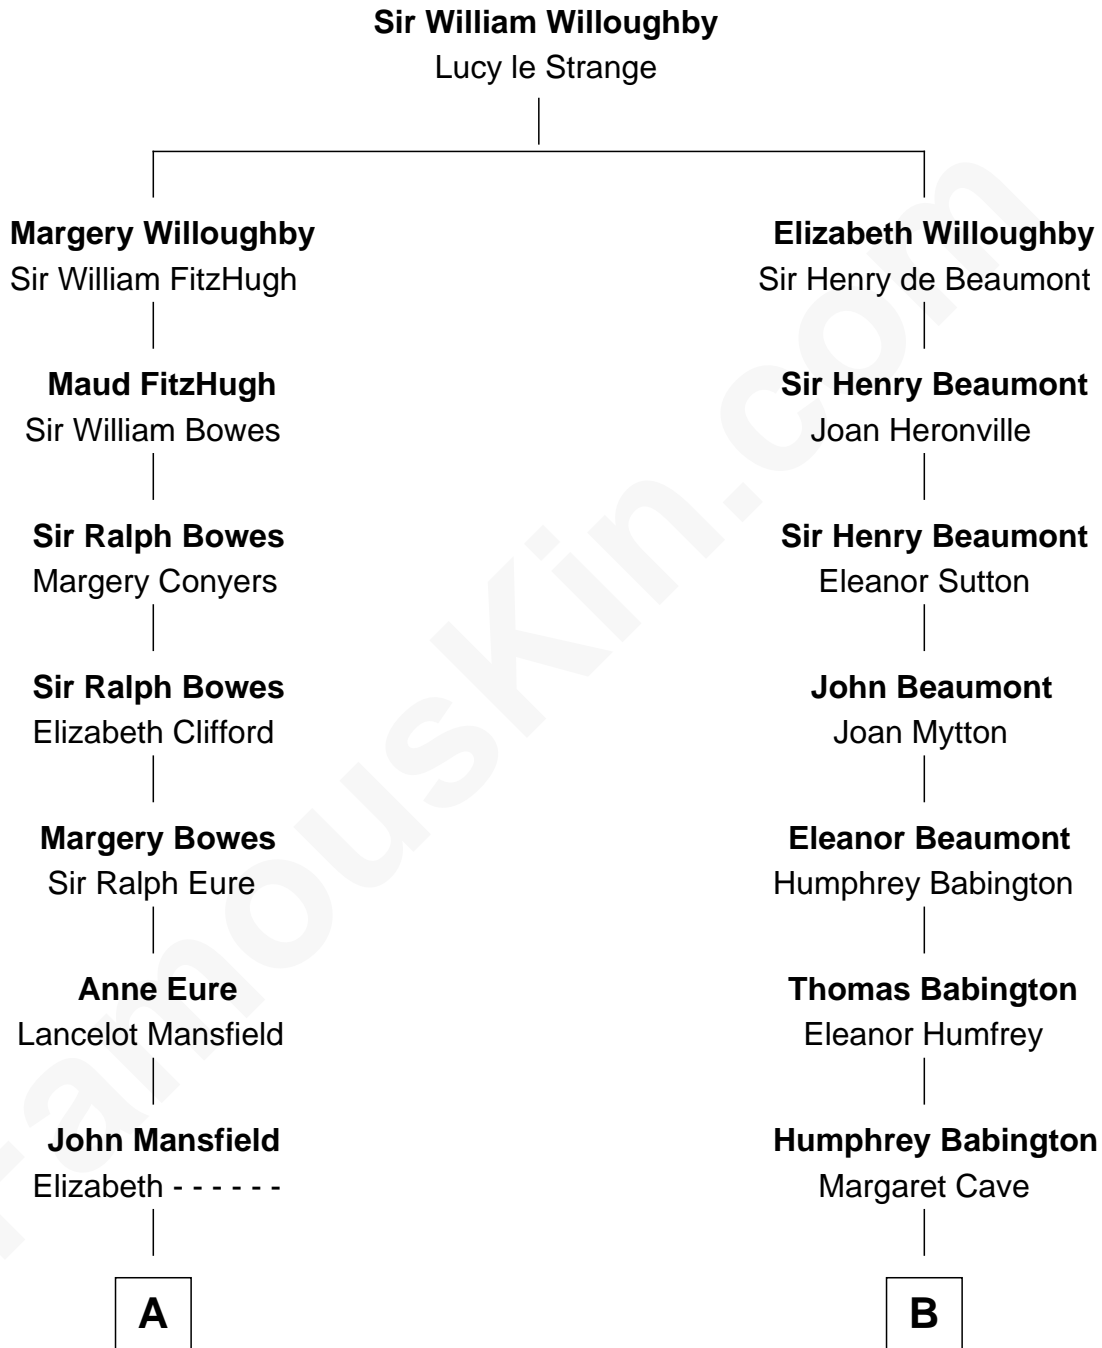 Sir William Willoughby
Lucy le Strange
Margery Willoughby
Sir William FitzHugh
Maud FitzHugh
Sir William Bowes
Sir Ralph Bowes
Margery Conyers
Sir Ralph Bowes
Elizabeth Clifford
Margery Bowes
Sir Ralph Eure
Anne Eure
Lancelot Mansfield
John Mansfield
Elizabeth - - - - - -
A
Elizabeth Willoughby
Sir Henry de Beaumont
Sir Henry Beaumont
Joan Heronville
Sir Henry Beaumont
Eleanor Sutton
John Beaumont
Joan Mytton
Eleanor Beaumont
Humphrey Babington
Thomas Babington
Eleanor Humfrey
Humphrey Babington
Margaret Cave
B
FamousKin.com